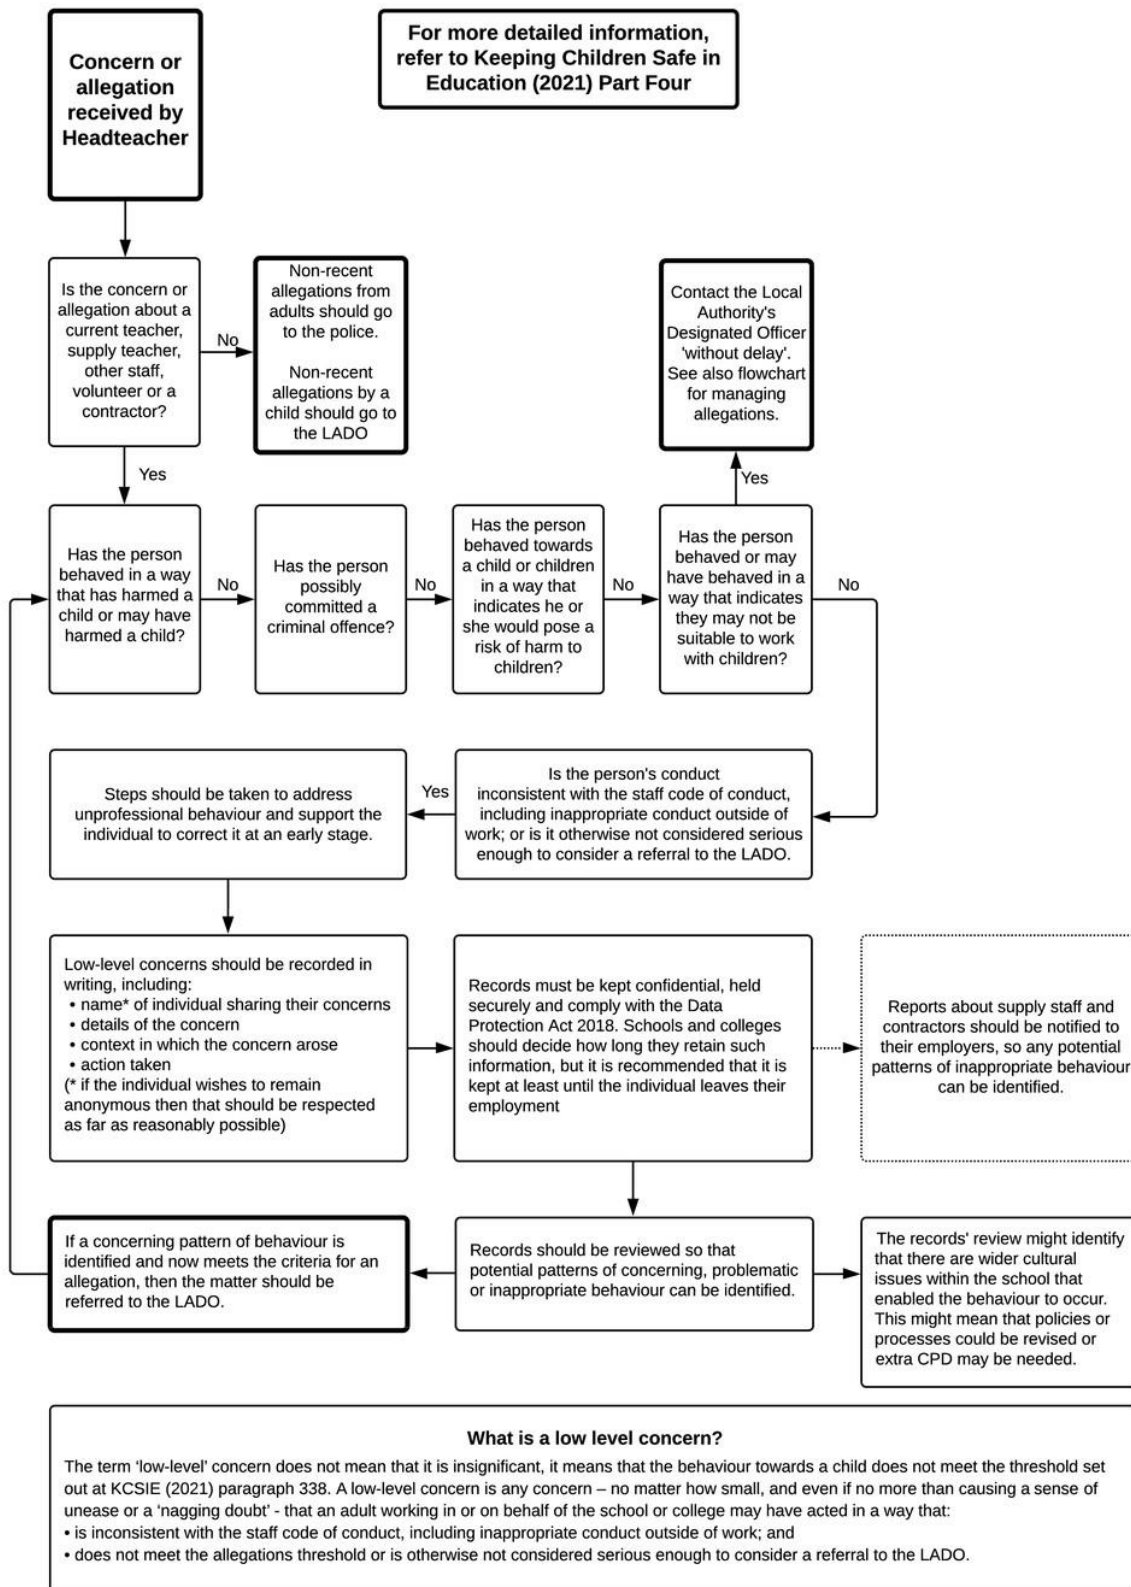 Concern or
allegation
received by
Headteacher
For more detailed information,
refer to Keeping Children Safe in
Education (2021) Part Four
Is the concern or
allegation about a
current teacher,
supply teacher,
other staff,
volunteer or a
contractor?
No
Non-recent
allegations from
adults should go
to the police.
Non-recent
allegations by a
child should go to
the LADO
Contact the Local
Authority's
Designated Officer
'without delay'.
See also flowchart
for managing
allegations.
Yes
Yes
Has the person
behaved in a way
that has harmed a
child or may have
harmed a child?
No
Has the person
possibly
committed a
criminal offence?
No
Has the person
behaved towards
a child or children
in a way that
indicates he or
she would pose a
risk of harm to
children?
No
Has the person
behaved or may
have behaved in a
way that indicates
they may not be
suitable to work
with children?
No
Is the person's conduct
inconsistent with the staff code of conduct,
including inappropriate conduct outside of
work; or is it otherwise not considered serious
enough to consider a referral to the LADO.
Yes
Steps should be taken to address
unprofessional behaviour and support the
individual to correct it at an early stage.
Low-level concerns should be recorded in
writing, including:
• name* of individual sharing their concerns
• details of the concern
• context in which the concern arose
• action taken
(* if the individual wishes to remain
anonymous then that should be respected
as far as reasonably possible)
Records must be kept confidential, held
securely and comply with the Data
Protection Act 2018. Schools and colleges
should decide how long they retain such
information, but it is recommended that it is
kept at least until the individual leaves their
employment
Reports about supply staff and
contractors should be notified to
their employers, so any potential
patterns of inappropriate behaviour
can be identified.
If a concerning pattern of behaviour is
identified and now meets the criteria for an
allegation, then the matter should be
referred to the LADO.
Records should be reviewed so that
potential patterns of concerning, problematic
or inappropriate behaviour can be identified.
The records' review might identify
that there are wider cultural
issues within the school that
enabled the behaviour to occur.
This might mean that policies or
processes could be revised or
extra CPD may be needed.
What is a low level concern?
The term ‘low-level’ concern does not mean that it is insignificant, it means that the behaviour towards a child does not meet the threshold set
out at KCSIE (2021) paragraph 338. A low-level concern is any concern – no matter how small, and even if no more than causing a sense of
unease or a ‘nagging doubt’ - that an adult working in or on behalf of the school or college may have acted in a way that:
• is inconsistent with the staff code of conduct, including inappropriate conduct outside of work; and
• does not meet the allegations threshold or is otherwise not considered serious enough to consider a referral to the LADO.